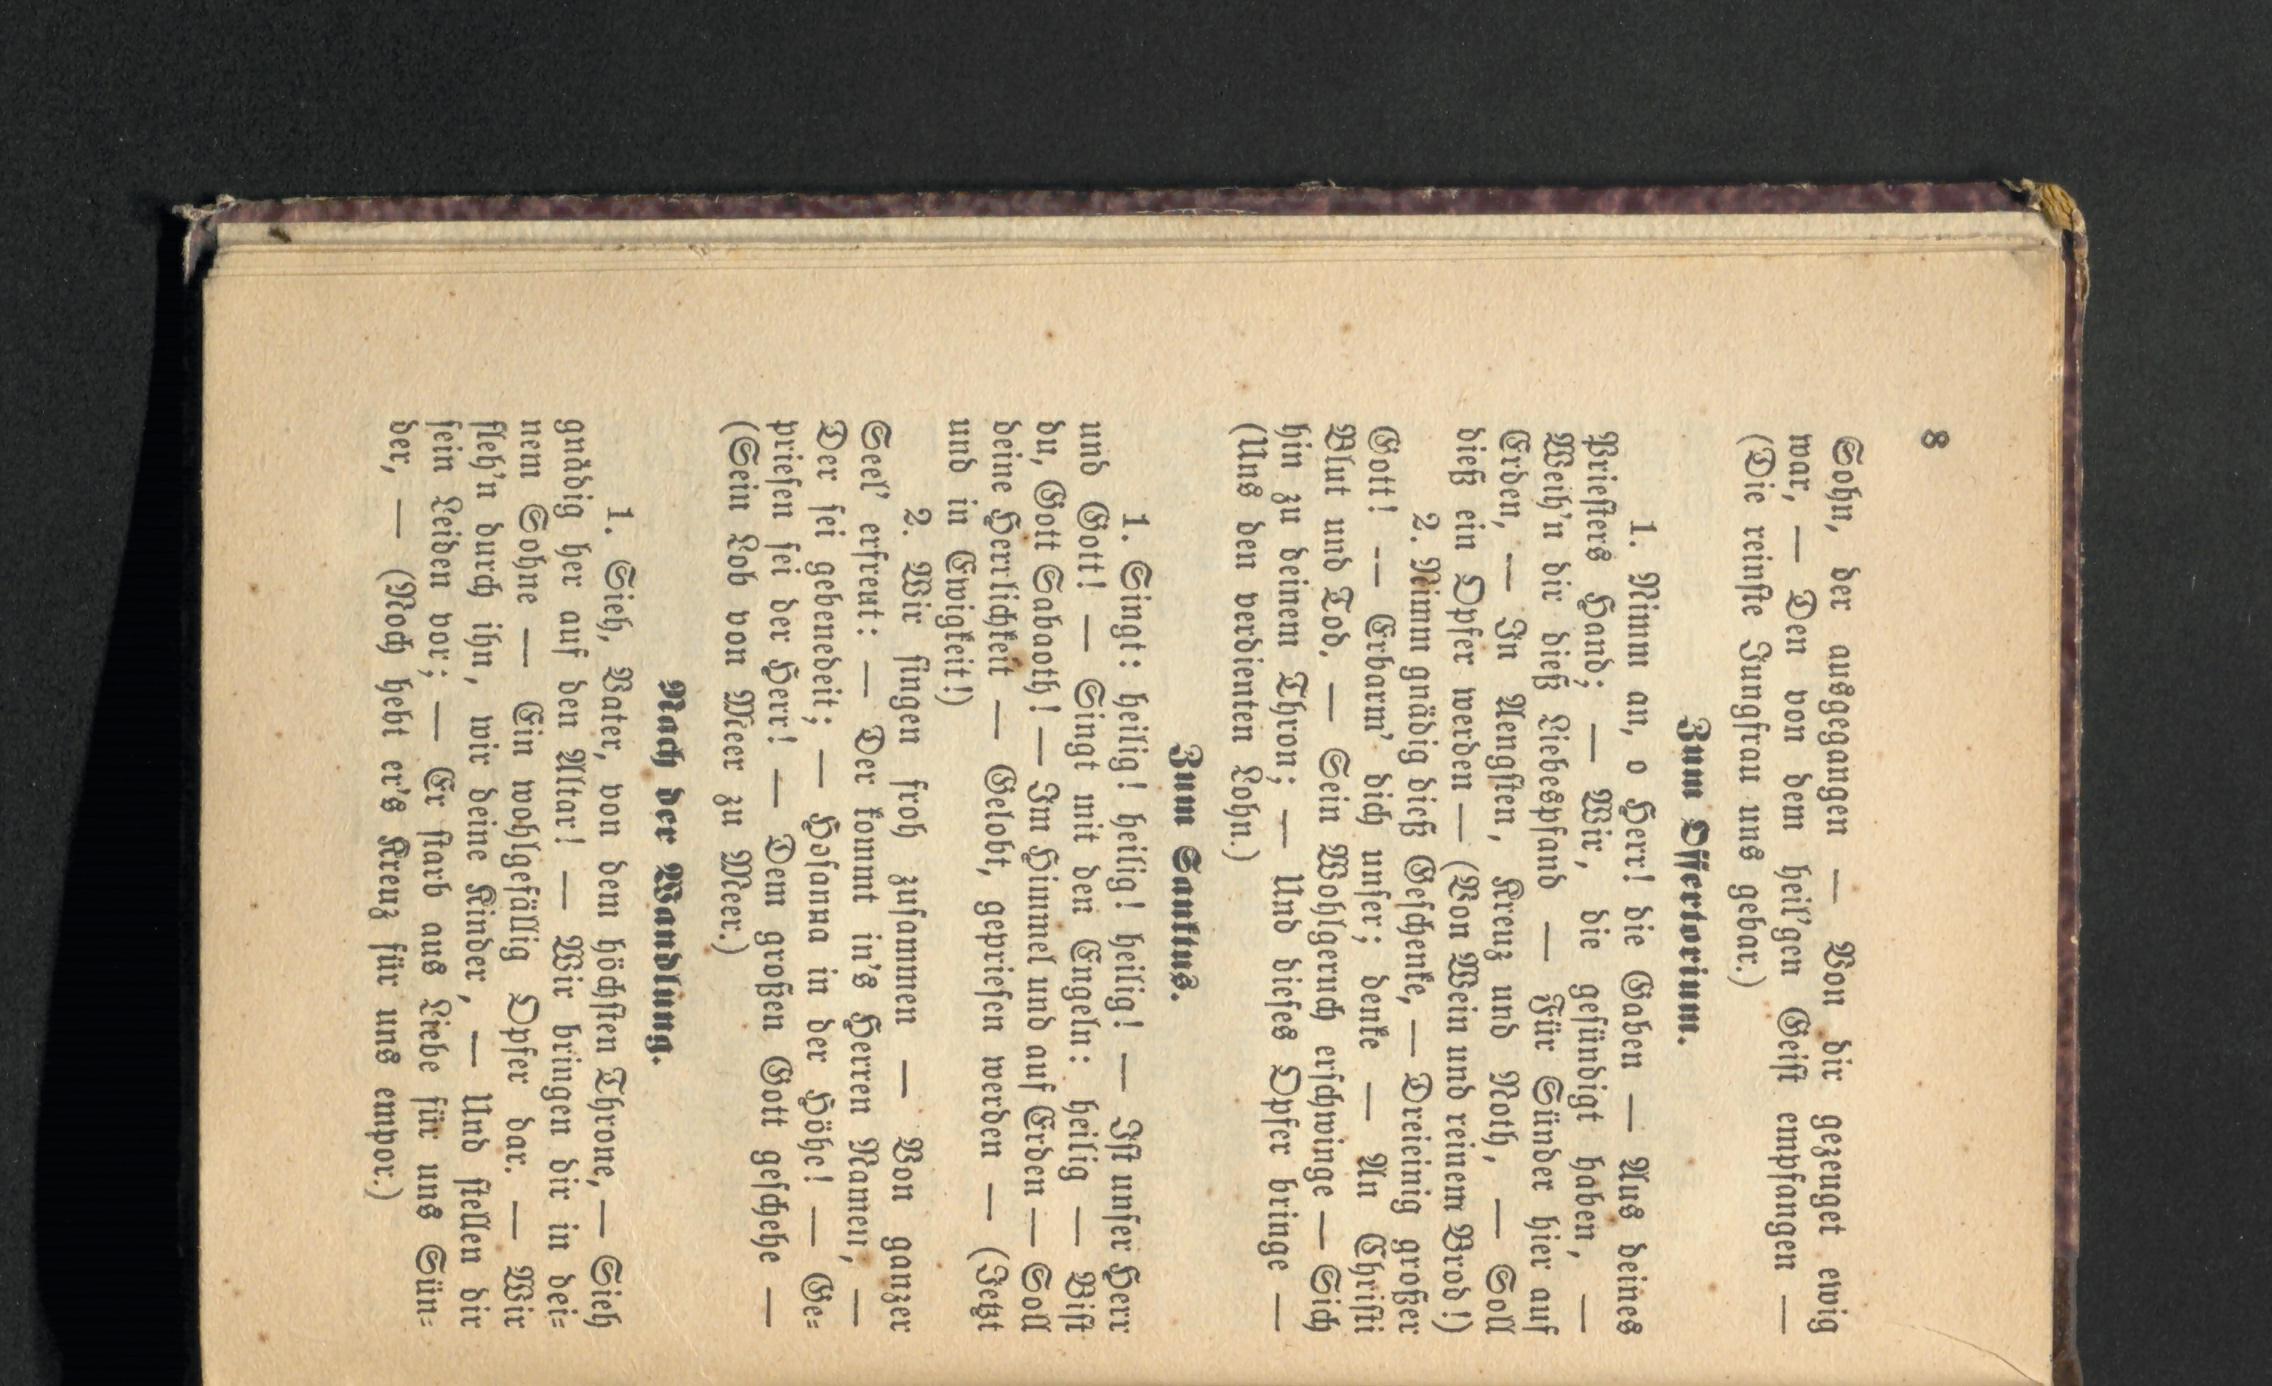 8
Sohn, der ausgegangen — Von dir gezeuget ewig
war, — Den von dem heil'gen Geist empfangen —
(Die reinste Jungfrau uns gebar.)
Zum Offertorium.
1. Nimm an, o Herr! die Gaben — Aus deines
Priesters Hand; — Wir, die gesündigt haben, —
Weih'n dir dieß Liebespfand — Für Sünder hier auf
Erden, — In Aengsten, Kreuz und Noth, — Soll
dieß ein Opfer werden — (Von Wein und reinem Brod!)
2. Nimm gnädig dieß Geschenke, — Dreieinig großer
Gott! — Erbarm' dich unser; denke — An Christi
Blut und Tod. — Sein Wohlgeruch erschwinge — Sich
hin zu deinem Thron; — Und dieses Opfer bringe —
(Uns den verdienten Lohn.)
Zum Sanktus.
1. Singt: heilig! heilig! heilig! — Ist unser Herr
und Gott! — Singt mit den Engeln: heilig — Bist
du, Gott Sabaoth! — Im Himmel und auf Erden — Soll
deine Herrlichkeit — Gelobt, gepriesen werden — (Jetzt
und in Ewigkeit!)
2. Wir singen froh zusammen — Von ganzer
Seel' erfreut: — Der kommt in's Herren Namen, —
Der sei gebenedeit; — Hosanna in der Höhe! — Ge=
priesen sei der Herr! — Dem großen Gott geschehe —
(Sein Lob von Meer zu Meer.)
Nach der Wandlung.
1. Sieh, Vater, von dem höchsten Throne, — Sieh
gnädig her auf den Altar! — Wir bringen dir in dei=
nem Sohne — Ein wohlgefällig Opfer dar. — Wir
fleh'n durch ihn, wir deine Kinder, — Und stellen dir
sein Leiden vor; — Er starb aus Liebe für uns Sün=
der, — (Noch hebt er's Kreuz für uns empor.)